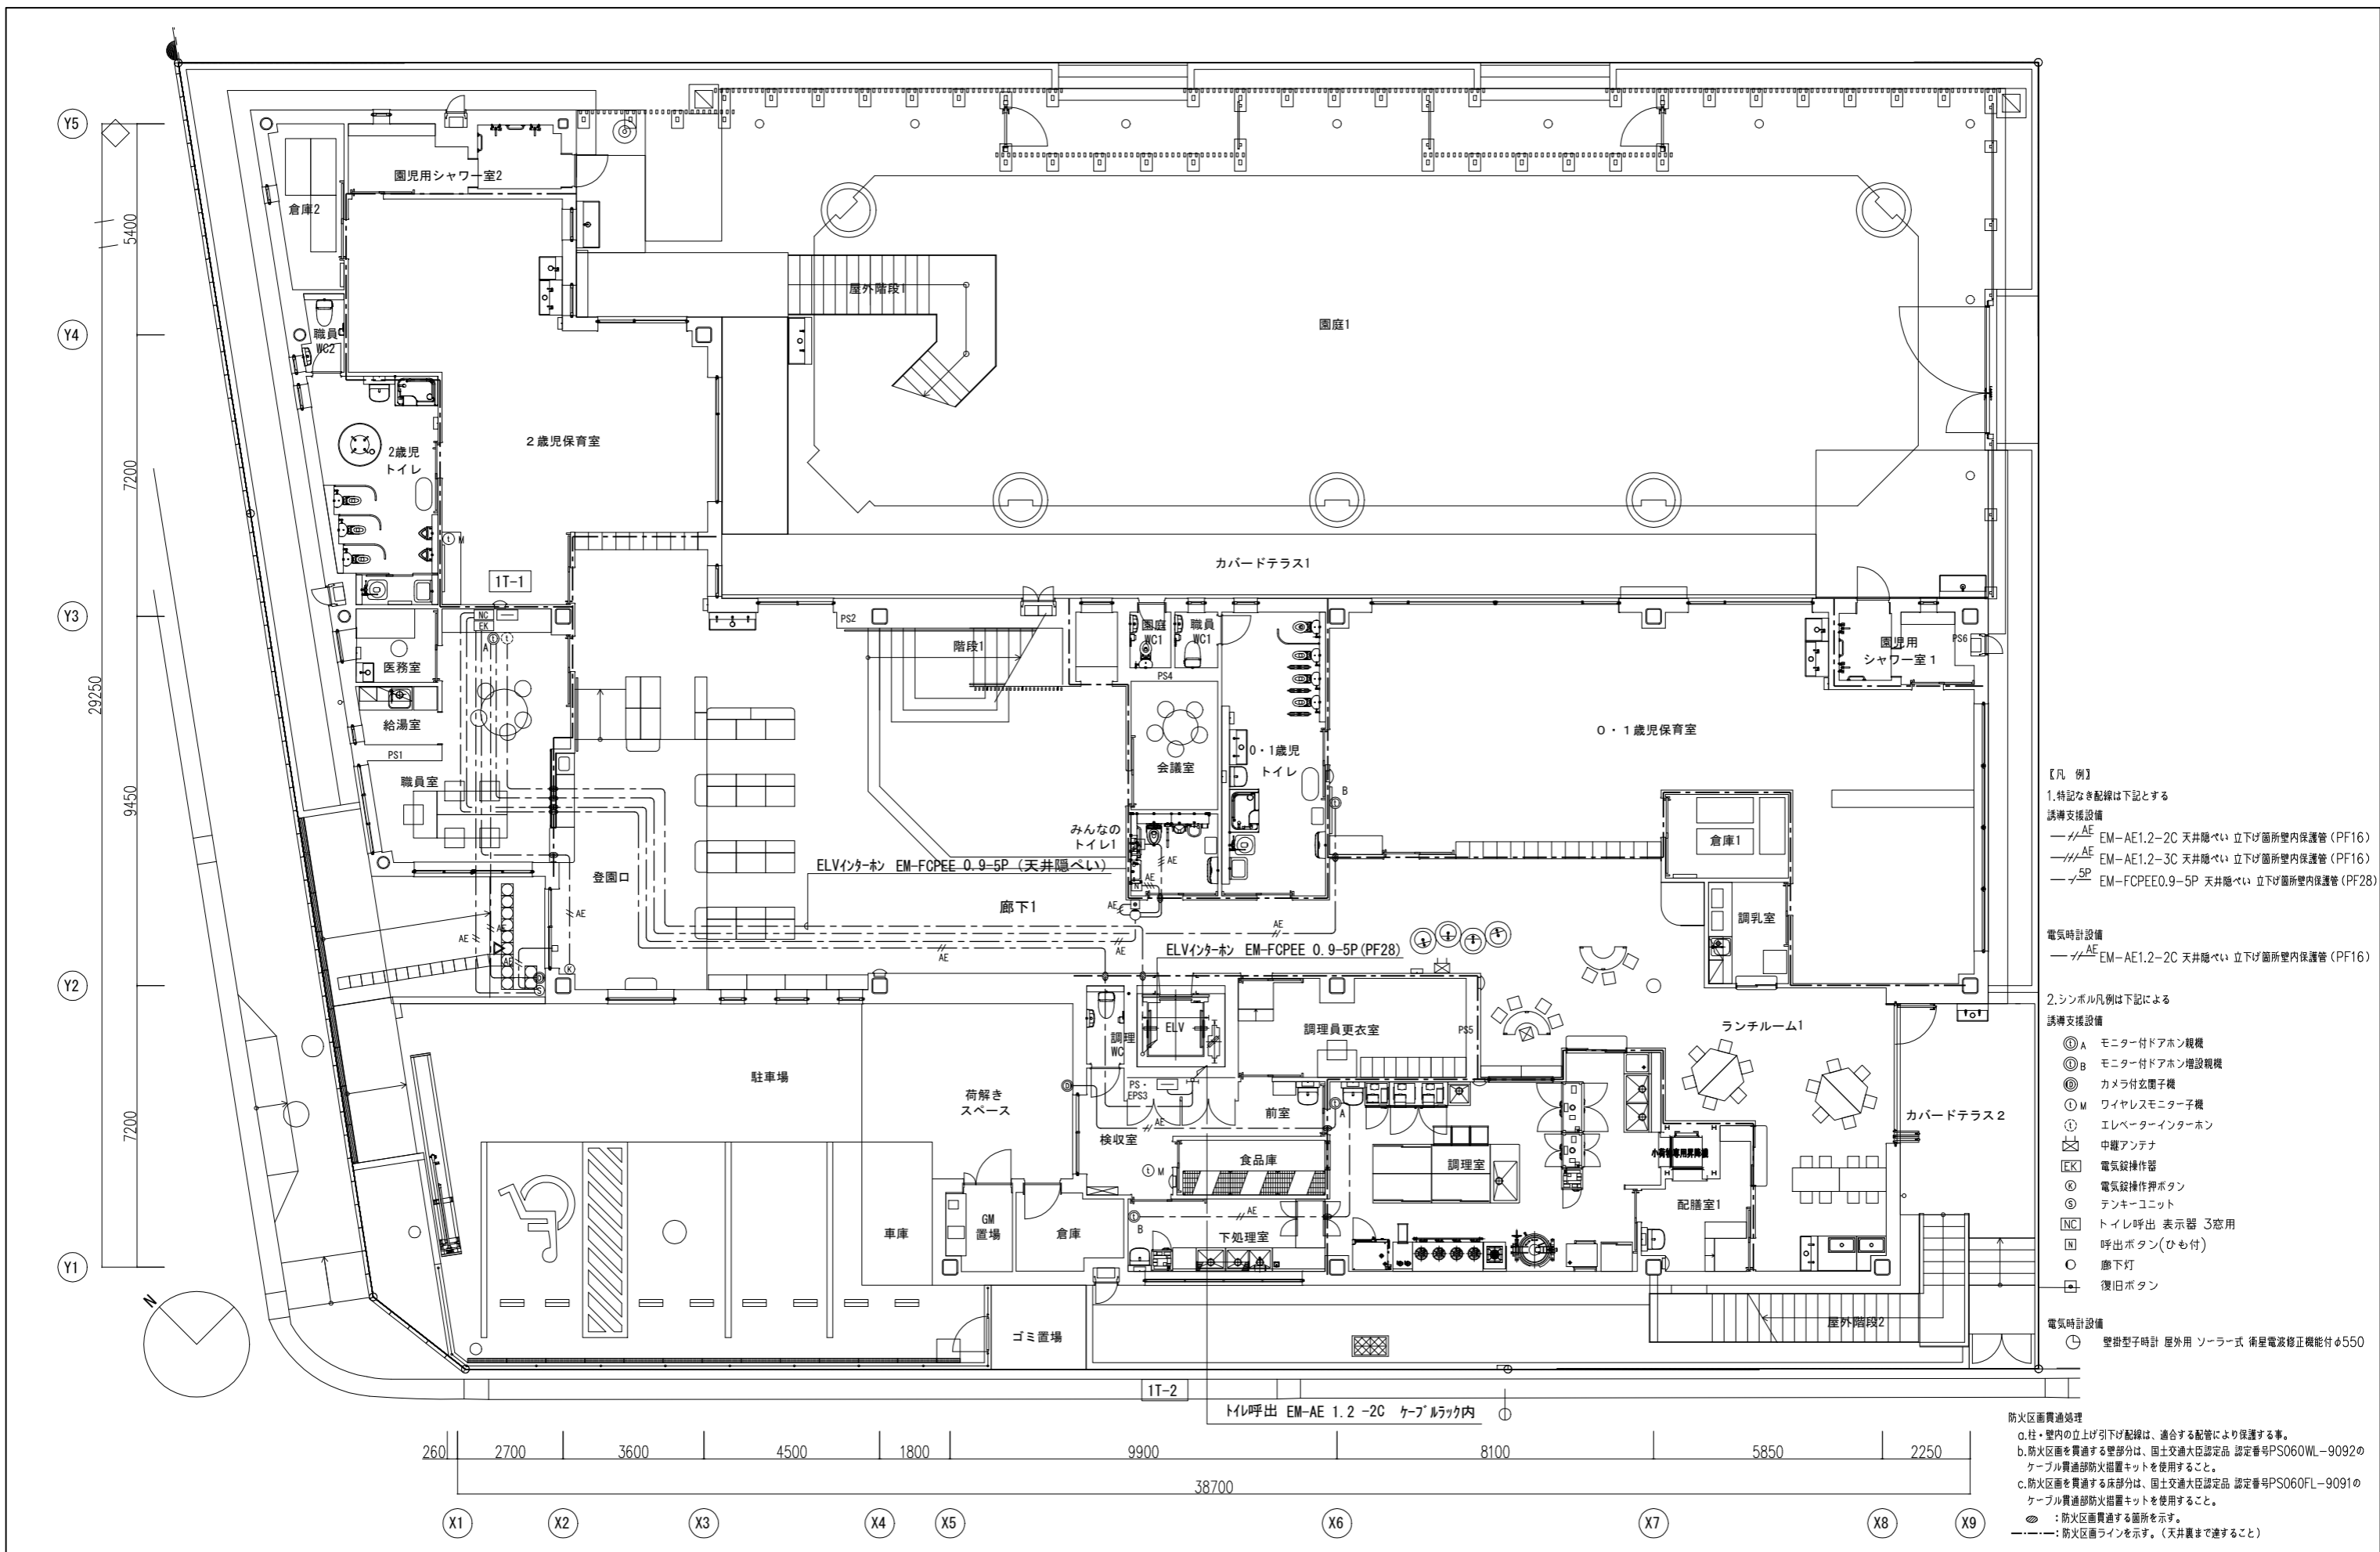 Y5
園児用シャワー室2
倉庫2
5400
屋外階段1
職員
WC2
園庭1
Y4
2歳児保育室
2歳児
トイレ
7200
M
カバードテラス1
1T-1
NC
EK
A
Y3
PS2
階段1
園庭
WC1
職員
WC1
PS4
園児用
シャワー室1
PS6
医務室
29250
給湯室
PS1
職員室
会議室
0・1歳児
トイレ
0・1歳児保育室
B
9450
みんなの
トイレ1
AE
ELVインターホン EM-FCPEE 0.9-5P (天井隠ぺい)
登園口
倉庫1
AE
N
廊下1
調乳室
AE
AE
AE
AE
AE
AE
AE
AE
AE
ELVインターホン EM-FCPEE 0.9-5P(PF28)
K
S
Y2
ELV
調理
WC
調理員更衣室
PS5
ランチルーム1
駐車場
荷解き
スペース
PS・
EPS3
前室
A
AE
検収室
カバードテラス2
7200
M
食品庫
調理室
小荷物専用昇降機
配膳室1
車庫
GM
置場
倉庫
B
AE
下処理室
Y1
N
ゴミ置場
屋外階段2
1T-2
トイレ呼出 EM-AE 1.2 -2C ケーブルラック内
260
2700
3600
4500
1800
9900
8100
5850
2250
38700
X1
X2
X3
X4
X5
X6
X7
X8
X9
【凡 例】
1.特記なき配線は下記とする
誘導支援設備
AE EM-AE1.2-2C 天井隠ぺい 立下げ箇所壁内保護管(PF16)
AE EM-AE1.2-3C 天井隠ぺい 立下げ箇所壁内保護管(PF16)
5P EM-FCPEE0.9-5P 天井隠ぺい 立下げ箇所壁内保護管(PF28)
電気時計設備
AE EM-AE1.2-2C 天井隠ぺい 立下げ箇所壁内保護管(PF16)
2.シンボル凡例は下記による
誘導支援設備
t A モニター付ドアホン親機
t B モニター付ドアホン増設親機
D カメラ付玄関子機
t M ワイヤレスモニター子機
t エレベーターインターホン
中継アンテナ
EK 電気錠操作器
K 電気錠操作押ボタン
S テンキーユニット
NC トイレ呼出 表示器 3窓用
N 呼出ボタン(ひも付)
廊下灯
復旧ボタン
電気時計設備
壁掛型子時計 屋外用 ソーラー式 衛星電波修正機能付φ550
防火区画貫通処理
a.柱・壁内の立上げ引下げ配線は、適合する配管により保護する事。
b.防火区画を貫通する壁部分は、国土交通大臣認定品 認定番号PS060WL-9092の
ケーブル貫通部防火措置キットを使用すること。
c.防火区画を貫通する床部分は、国土交通大臣認定品 認定番号PS060FL-9091の
ケーブル貫通部防火措置キットを使用すること。
:防火区画貫通する箇所を示す。
:防火区画ラインを示す。(天井裏まで達すること)